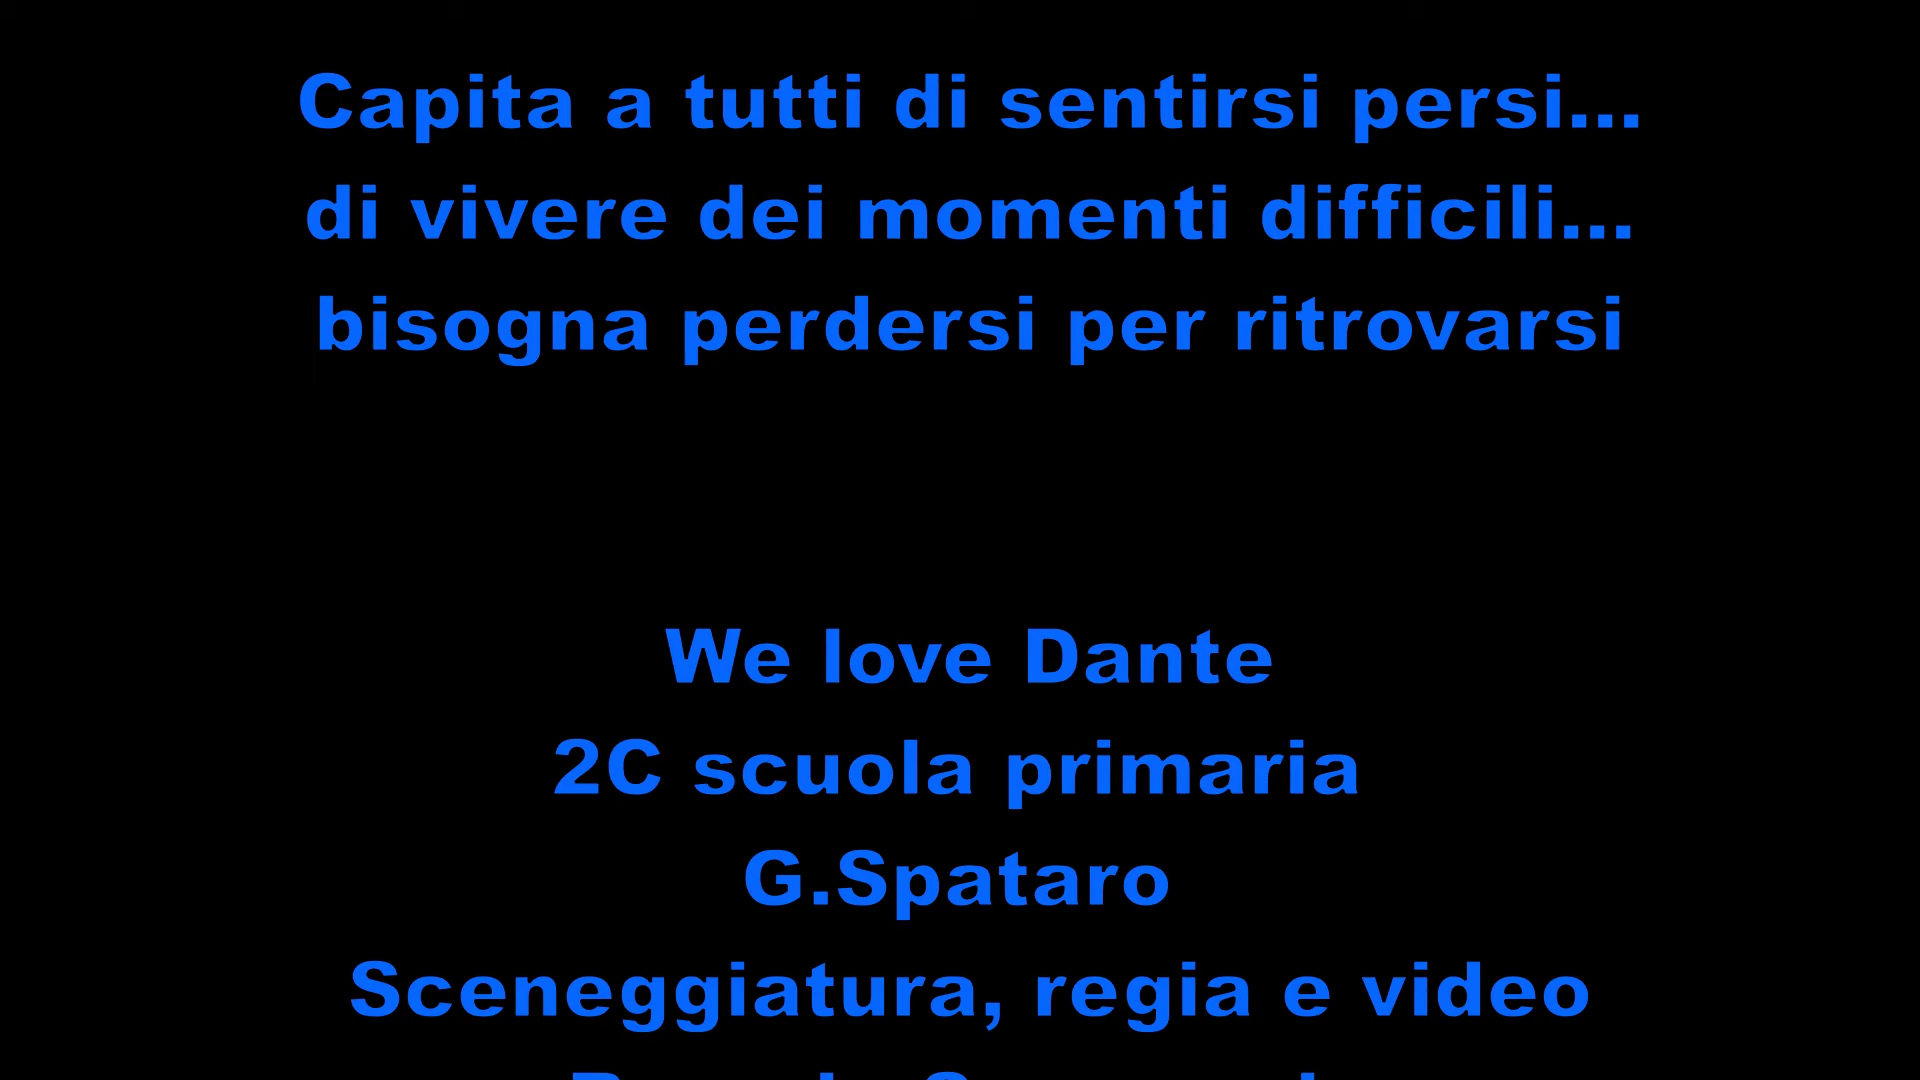 Capita a tutti di sentirsi persi...
di vivere dei momenti difficili...
bisogna perdersi per ritrovarsi
We love Dante
2C scuola primaria
G.Spataro
Sceneggiatura, regia e video